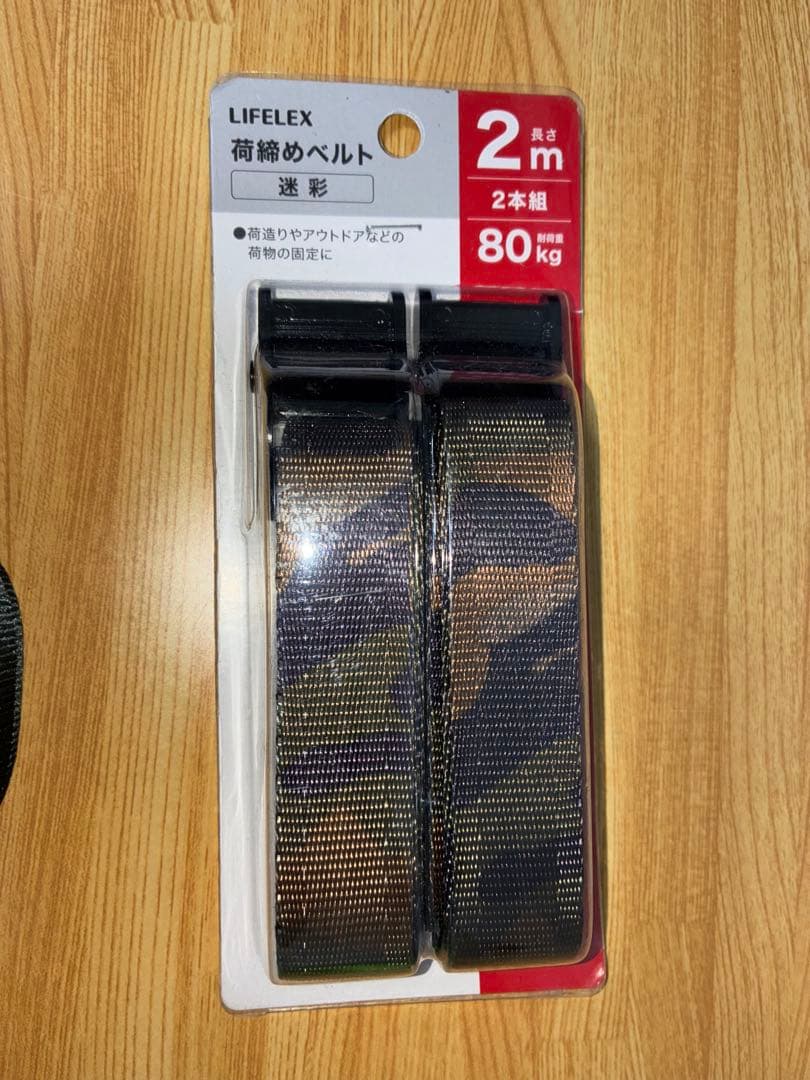 LIFELEX
荷締めベルト
迷彩
●荷造りやアウトドアなどの
荷物の固定に
2m 長さ
2本組
80kg 耐荷重